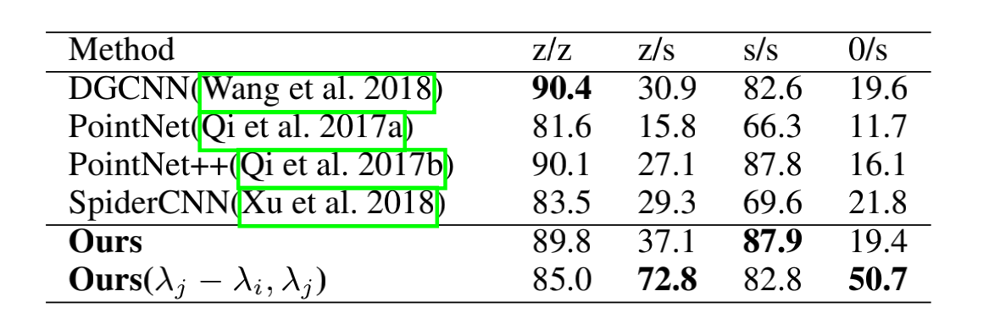 Method z/z z/s s/s 0/s
DGCNN(Wang et al. 2018) 90.4 30.9 82.6 19.6
PointNet(Qi et al. 2017a) 81.6 15.8 66.3 11.7
PointNet++(Qi et al. 2017b) 90.1 27.1 87.8 16.1
SpiderCNN(Xu et al. 2018) 83.5 29.3 69.6 21.8
Ours 89.8 37.1 87.9 19.4
Ours(λj − λi, λj) 85.0 72.8 82.8 50.7